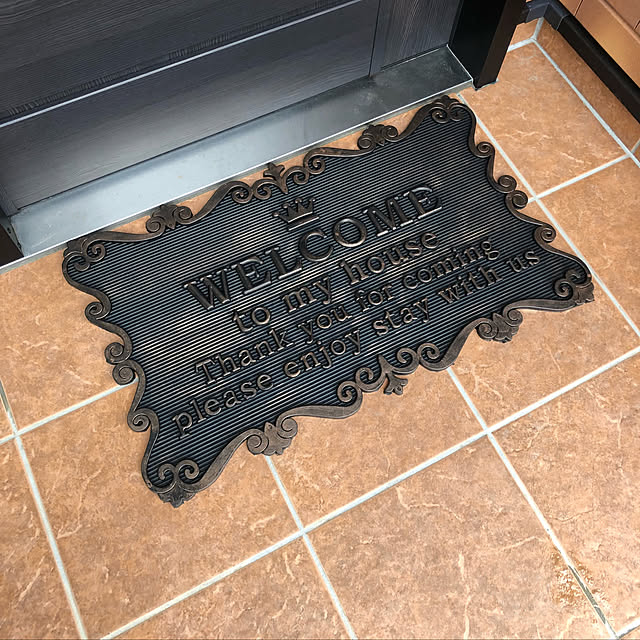 WELCOME
to my house
Thank you for coming
please enjoy stay with us